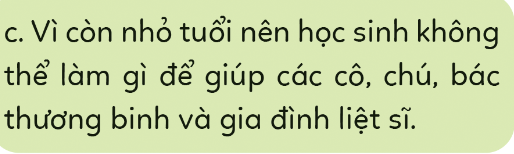 c. Vì còn nhỏ tuổi nên học sinh không
thể làm gì để giúp các cô, chú, bác
thương binh và gia đình liệt sĩ.